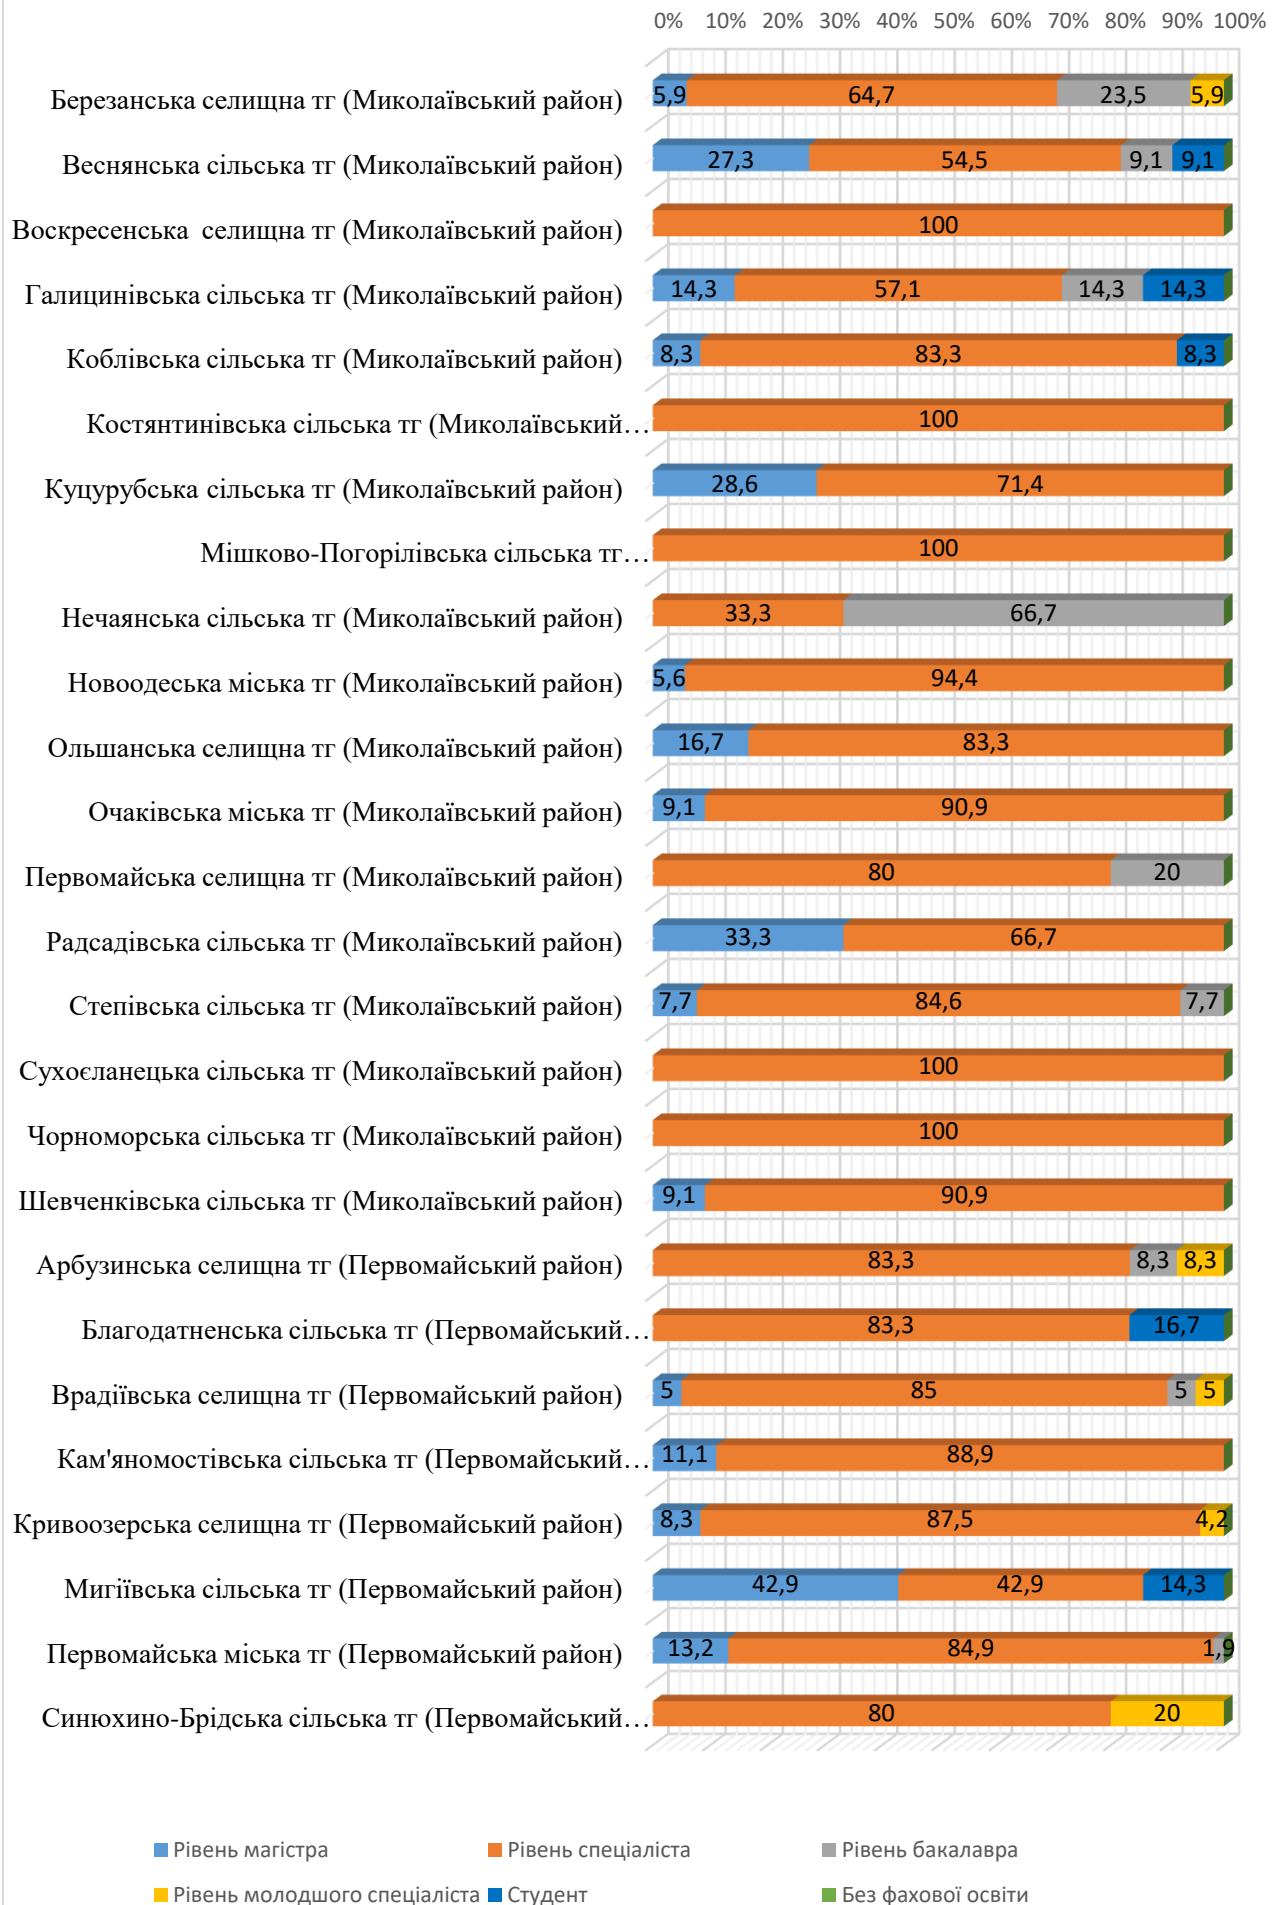 0% 10% 20% 30% 40% 50% 60% 70% 80% 90% 100%
Березанська селищна тг (Миколаївський район) 5,9 64,7 23,5 5,9
Веснянська сільська тг (Миколаївський район) 27,3 54,5 9,1 9,1
Воскресенська селищна тг (Миколаївський район) 100
Галицинівська сільська тг (Миколаївський район) 14,3 57,1 14,3 14,3
Коблівська сільська тг (Миколаївський район) 8,3 83,3 8,3
Костянтинівська сільська тг (Миколаївський… 100
Куцурубська сільська тг (Миколаївський район) 28,6 71,4
Мішково-Погорілівська сільська тг… 100
Нечаянська сільська тг (Миколаївський район) 33,3 66,7
Новоодеська міська тг (Миколаївський район) 5,6 94,4
Ольшанська селищна тг (Миколаївський район) 16,7 83,3
Очаківська міська тг (Миколаївський район) 9,1 90,9
Первомайська селищна тг (Миколаївський район) 80 20
Радсадівська сільська тг (Миколаївський район) 33,3 66,7
Степівська сільська тг (Миколаївський район) 7,7 84,6 7,7
Сухоєланецька сільська тг (Миколаївський район) 100
Чорноморська сільська тг (Миколаївський район) 100
Шевченківська сільська тг (Миколаївський район) 9,1 90,9
Арбузинська селищна тг (Первомайський район) 83,3 8,3 8,3
Благодатненська сільська тг (Первомайський… 83,3 16,7
Врадіївська селищна тг (Первомайський район) 5 85 5 5
Кам'яномостівська сільська тг (Первомайський… 11,1 88,9
Кривоозерська селищна тг (Первомайський район) 8,3 87,5 4,2
Мигіївська сільська тг (Первомайський район) 42,9 42,9 14,3
Первомайська міська тг (Первомайський район) 13,2 84,9 1,9
Синюхино-Брідська сільська тг (Первомайський… 80 20
Рівень магістра Рівень спеціаліста Рівень бакалавра
Рівень молодшого спеціаліста Студент Без фахової освіти